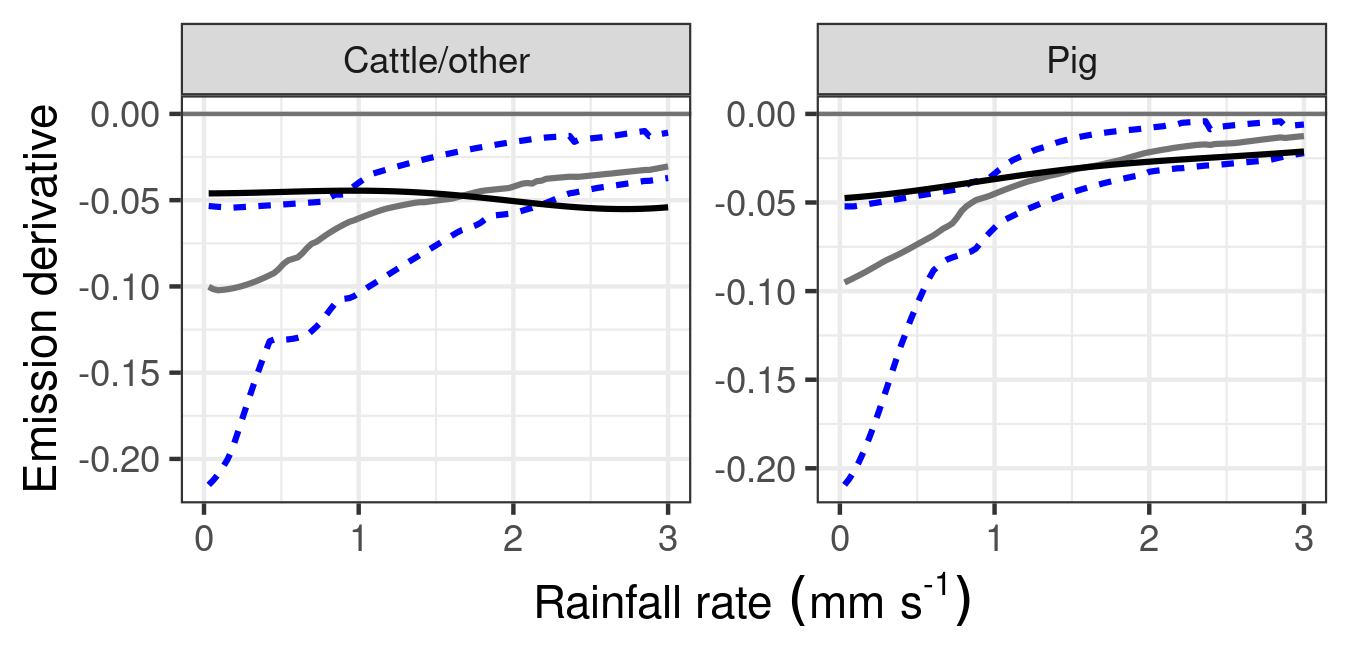 Cattle/other
Pig
Emission derivative
0.00
-0.05
-0.10
-0.15
-0.20
0.00
-0.05
-0.10
-0.15
-0.20
0 1 2 3
0 1 2 3
Rainfall rate (mm s⁻¹)